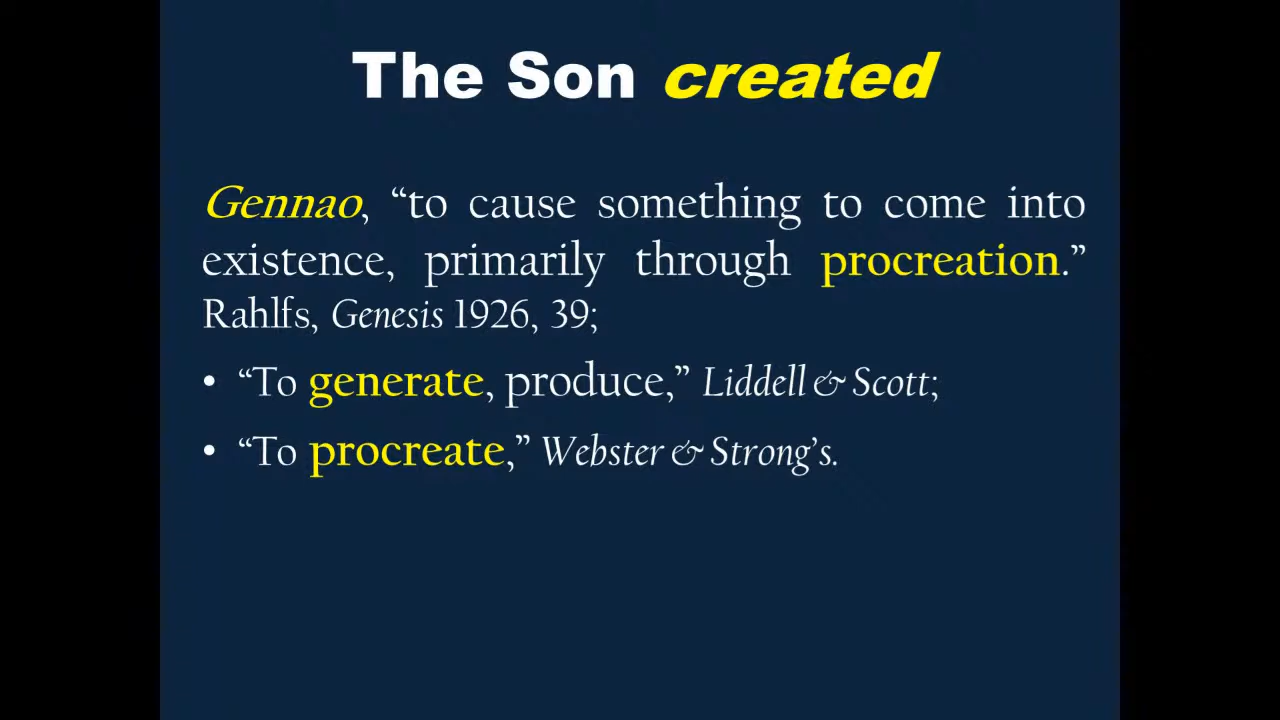 The Son created
Gennao, “to cause something to come into
existence, primarily through procreation.”
Rahlfs, Genesis 1926, 39;
• “To generate, produce,” Liddell & Scott;
• “To procreate,” Webster & Strong’s.